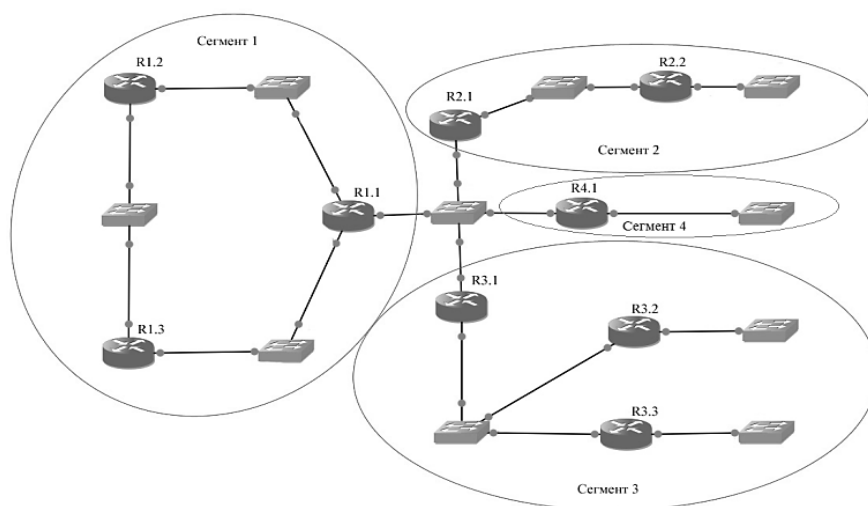 Сегмент 1
R1.2
R1.1
R1.3
R2.1
R2.2
Сегмент 2
R4.1
Сегмент 4
R3.1
R3.2
R3.3
Сегмент 3